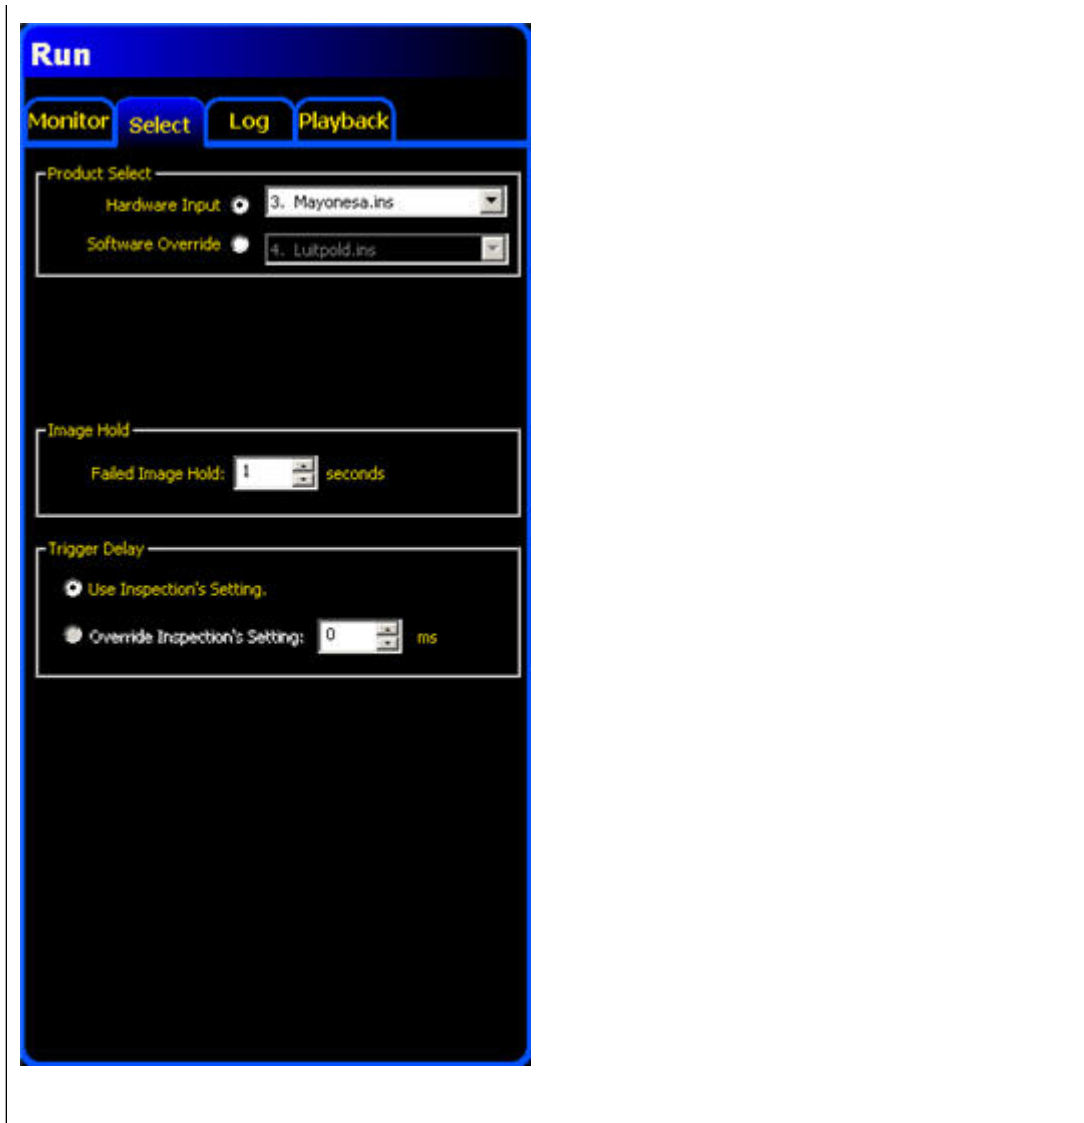 Run
Monitor Select Log Playback
Product Select
Hardware Input 3. Mayonesa.ins
Software Override 4. Luitpold.ins
Image Hold
Failed Image Hold: 1 seconds
Trigger Delay
Use Inspection's Setting.
Override Inspection's Setting: 0 ms